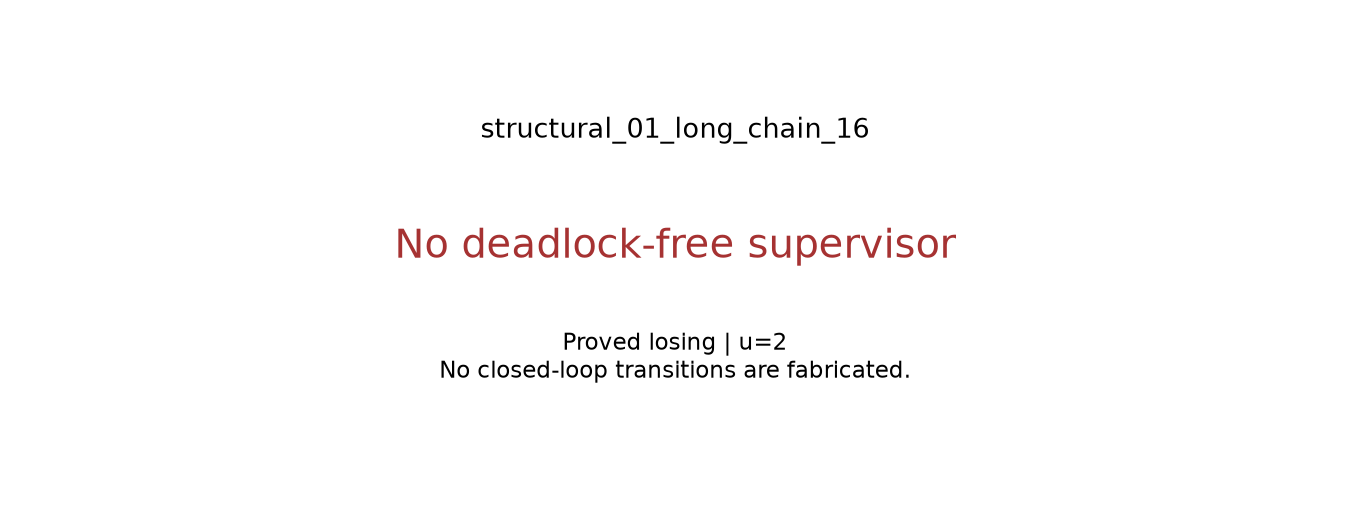 structural_01_long_chain_16
No deadlock-free supervisor
Proved losing | u=2
No closed-loop transitions are fabricated.